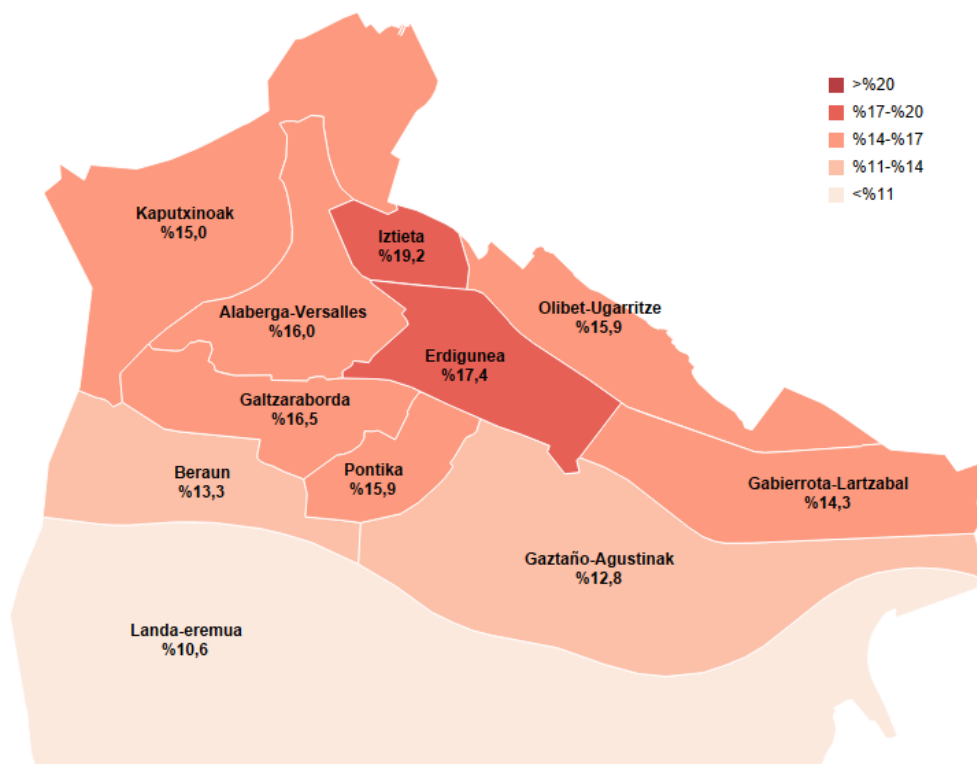 >%20
%17-%20
%14-%17
%11-%14
<%11
Kaputxinoak
%15,0
Iztieta
%19,2
Alaberga-Versalles
%16,0
Olibet-Ugarritze
%15,9
Erdigunea
%17,4
Galtzaraborda
%16,5
Beraun
%13,3
Pontika
%15,9
Gabierrota-Lartzabal
%14,3
Gaztaño-Agustinak
%12,8
Landa-eremua
%10,6